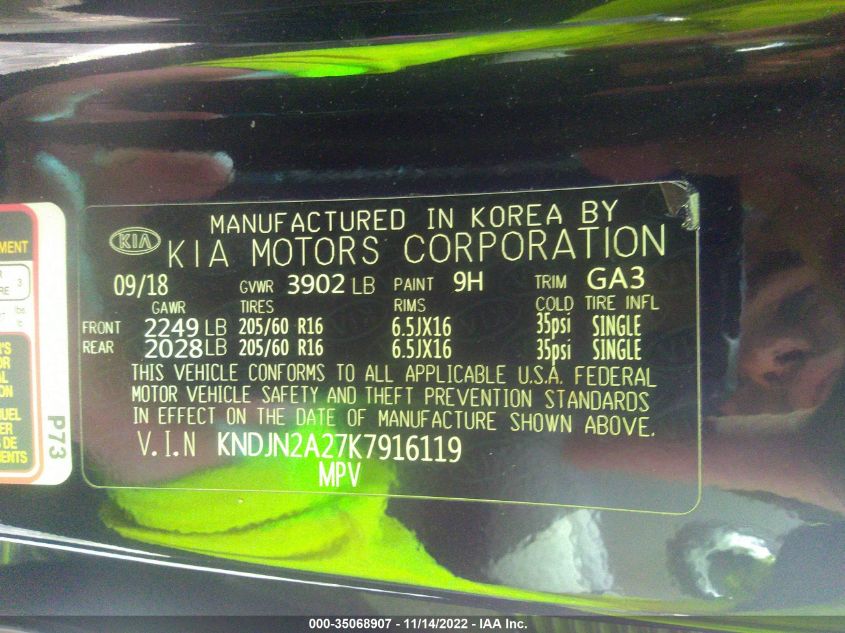 MANUFACTURED IN KOREA BY
KIA KIA MOTORS CORPORATION
09/18 GVWR 3902 LB PAINT 9H TRIM GA3
GAWR TIRES RIMS COLD TIRE INFL
FRONT 2249 LB 205/60 R16 6.5JX16 35psi SINGLE
REAR 2028 LB 205/60 R16 6.5JX16 35psi SINGLE
THIS VEHICLE CONFORMS TO ALL APPLICABLE U.S.A. FEDERAL
MOTOR VEHICLE SAFETY AND THEFT PREVENTION STANDARDS
IN EFFECT ON THE DATE OF MANUFACTURE SHOWN ABOVE.
V.I.N KNDJN2A27K7916119
MPV
P73
000-35068907 - 11/14/2022 - IAA Inc.